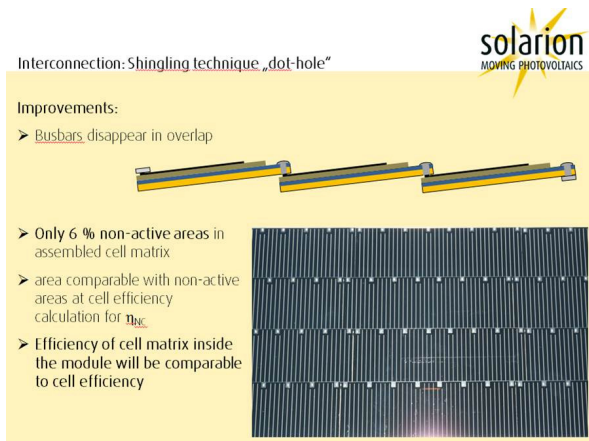 solarion
MOVING PHOTOVOLTAICS
Interconnection: Shingling technique „dot-hole“
Improvements:
➢ Busbars disappear in overlap
➢ Only 6 % non-active areas in
assembled cell matrix
➢ area comparable with non-active
areas at cell efficiency
calculation for ηNC
➢ Efficiency of cell matrix inside
the module will be comparable
to cell efficiency